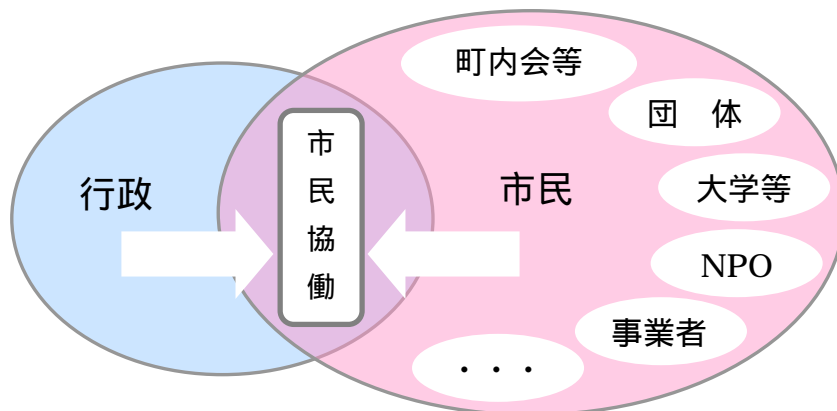 行政
市民協働
市民
町内会等
団　体
大学等
NPO
事業者
・・・